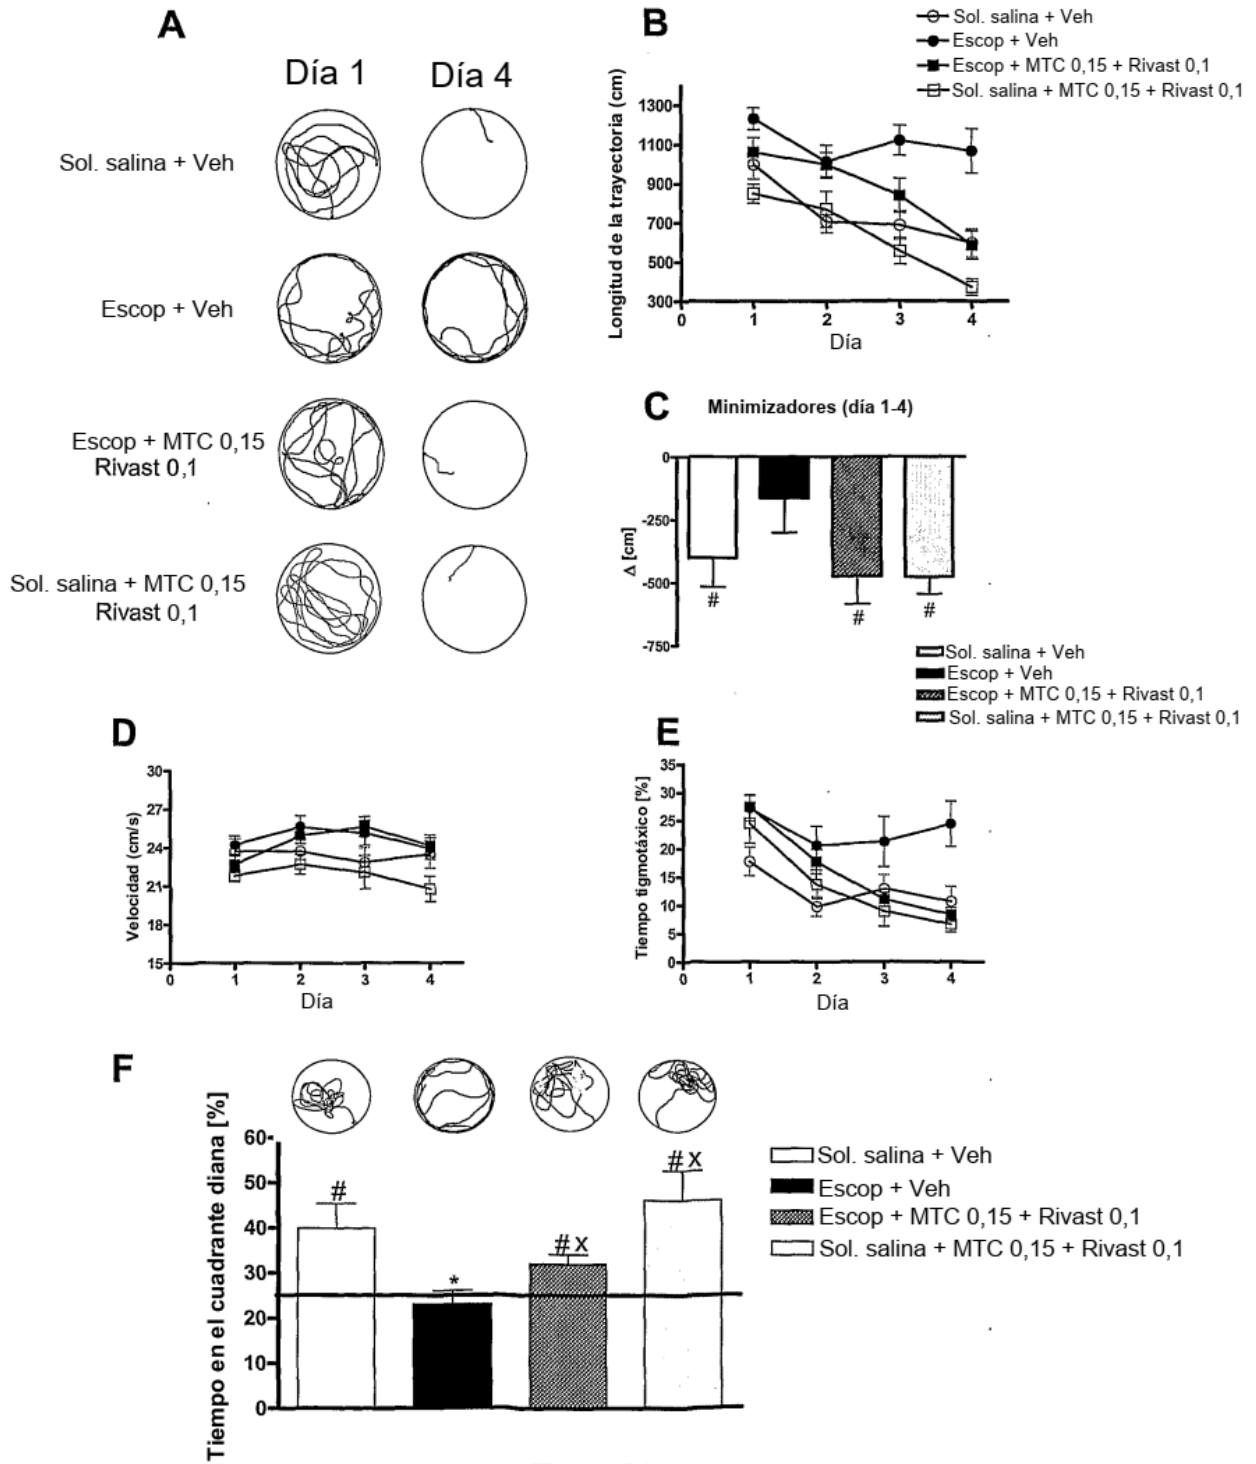 A
Día 1
Día 4
Sol. salina + Veh
Escop + Veh
Escop + MTC 0,15
Rivast 0,1
Sol. salina + MTC 0,15
Rivast 0,1
B
Sol. salina + Veh
Escop + Veh
Escop + MTC 0,15 + Rivast 0,1
Sol. salina + MTC 0,15 + Rivast 0,1
Longitud de la trayectoria (cm)
1300
1100
900
700
500
300
0
1
2
3
4
Día
C
Minimizadores (día 1-4)
Δ [cm]
0
-250
-500
-750
#
#
#
Sol. salina + Veh
Escop + Veh
Escop + MTC 0,15 + Rivast 0,1
Sol. salina + MTC 0,15 + Rivast 0,1
D
Velocidad (cm/s)
30
27
24
21
18
15
0
1
2
3
4
Día
E
Tiempo tigmotáxico [%]
35
30
25
20
15
10
5
0
0
1
2
3
4
Día
F
Tiempo en el cuadrante diana [%]
60
50
40
30
20
10
0
#
*
# x
# x
Sol. salina + Veh
Escop + Veh
Escop + MTC 0,15 + Rivast 0,1
Sol. salina + MTC 0,15 + Rivast 0,1